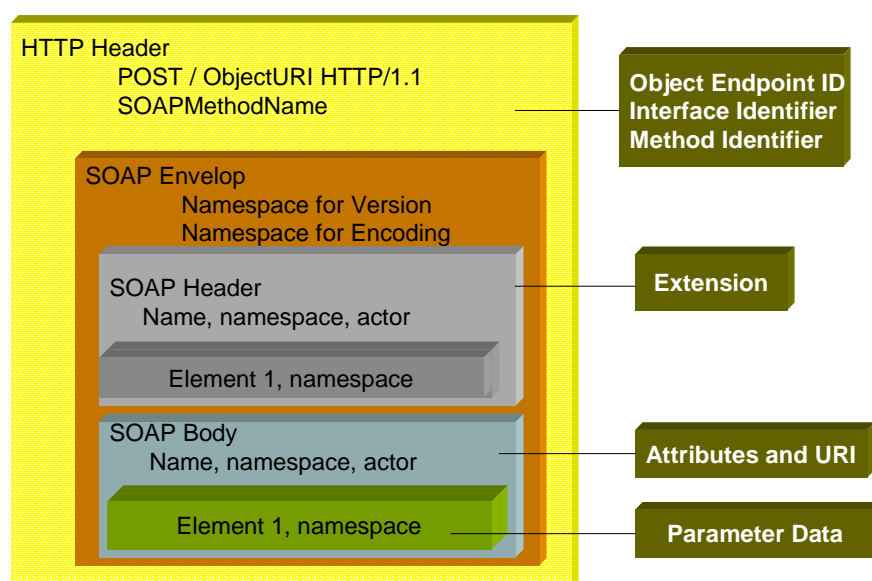 HTTP Header
POST / ObjectURI HTTP/1.1
SOAPMethodName
Object Endpoint ID
Interface Identifier
Method Identifier
SOAP Envelop
Namespace for Version
Namespace for Encoding
SOAP Header
Name, namespace, actor
Extension
Element 1, namespace
SOAP Body
Name, namespace, actor
Attributes and URI
Element 1, namespace
Parameter Data